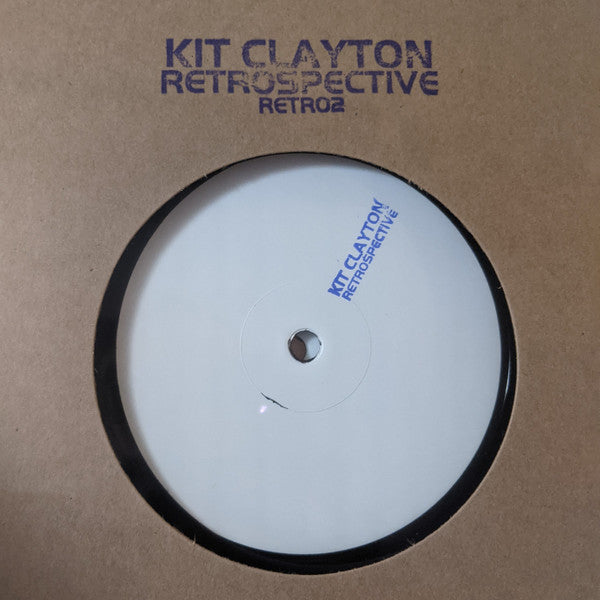 KIT CLAYTON
RETROSPECTIVE
RETRO2
KIT CLAYTON
RETROSPECTIVE